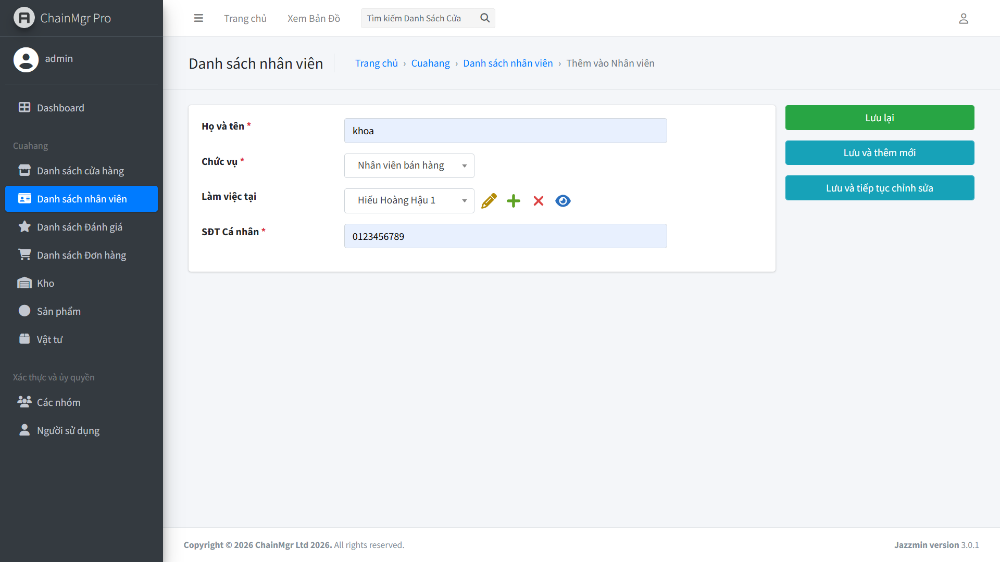 ChainMgr Pro
Trang chủ
Xem Bản Đồ
Tìm kiếm Danh Sách Cửa
admin
Dashboard
Cuahang
Danh sách cửa hàng
Danh sách nhân viên
Danh sách Đánh giá
Danh sách Đơn hàng
Kho
Sản phẩm
Vật tư
Xác thực và ủy quyền
Các nhóm
Người sử dụng
Danh sách nhân viên
Trang chủ › Cuahang › Danh sách nhân viên › Thêm vào Nhân viên
Họ và tên *
khoa
Chức vụ *
Nhân viên bán hàng
Làm việc tại
Hiếu Hoàng Hậu 1
SĐT Cá nhân *
0123456789
Lưu lại
Lưu và thêm mới
Lưu và tiếp tục chỉnh sửa
Copyright © 2026 ChainMgr Ltd 2026. All rights reserved.
Jazzmin version 3.0.1